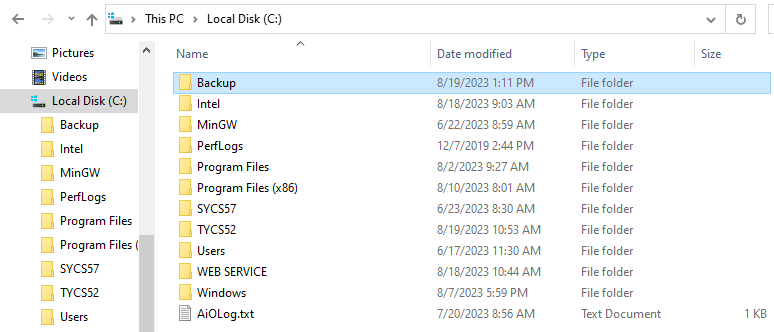 This PC > Local Disk (C:)
Name Date modified Type Size
Pictures
Videos
Local Disk (C:)
Backup
Intel
MinGW
PerfLogs
Program Files
Program Files (
SYCS57
TYCS52
Users
Backup 8/19/2023 1:11 PM File folder
Intel 8/18/2023 9:03 AM File folder
MinGW 6/22/2023 8:59 AM File folder
PerfLogs 12/7/2019 2:44 PM File folder
Program Files 8/2/2023 9:27 AM File folder
Program Files (x86) 8/10/2023 8:01 AM File folder
SYCS57 6/23/2023 8:30 AM File folder
TYCS52 8/19/2023 10:53 AM File folder
Users 6/17/2023 11:30 AM File folder
WEB SERVICE 8/18/2023 10:44 AM File folder
Windows 8/7/2023 5:59 PM File folder
AiOLog.txt 7/20/2023 8:56 AM Text Document 1 KB